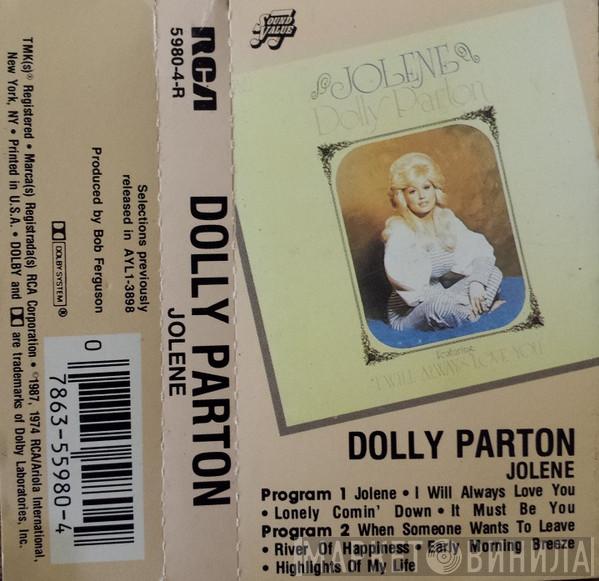 TMK(s)® Registered • Marca(s) Registrada(s) RCA Corporation • ℗1987, 1974 RCA/Ariola International,
New York, NY • Printed in U.S.A. • DOLBY and are trademarks of Dolby Laboratories, Inc.
DOLBY SYSTEM ®
Produced by Bob Ferguson
Selections previously
released in AYL1-3898
0 7863-55980-4
RCA
5980-4-R
DOLLY PARTON
JOLENE
SOUND
VALUE
JOLENE
Dolly Parton
Featuring
I WILL ALWAYS LOVE YOU
DOLLY PARTON
JOLENE
Program 1 Jolene • I Will Always Love You
• Lonely Comin' Down • It Must Be You
Program 2 When Someone Wants To Leave
• River Of Happiness • Early Morning Breeze
• Highlights Of My Life
МАРКЕТ ВИНИЛА